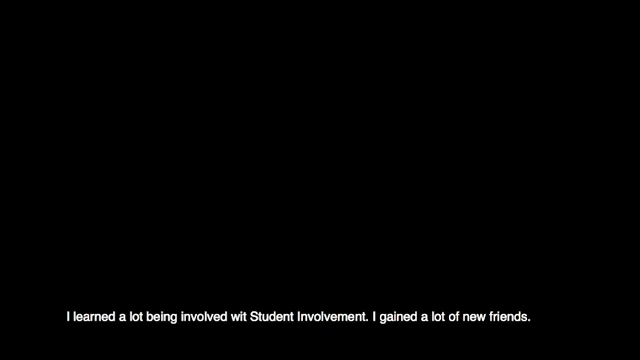 I learned a lot being involved wit Student Involvement. I gained a lot of new friends.